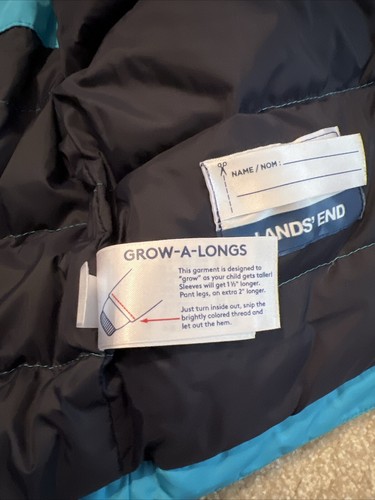 NAME / NOM :
LANDS' END
GROW-A-LONGS
This garment is designed to
"grow" as your child gets taller!
Sleeves will get 1 ½" longer.
Pant legs, an extra 2" longer.
Just turn inside out, snip the
brightly colored thread and
let out the hem.